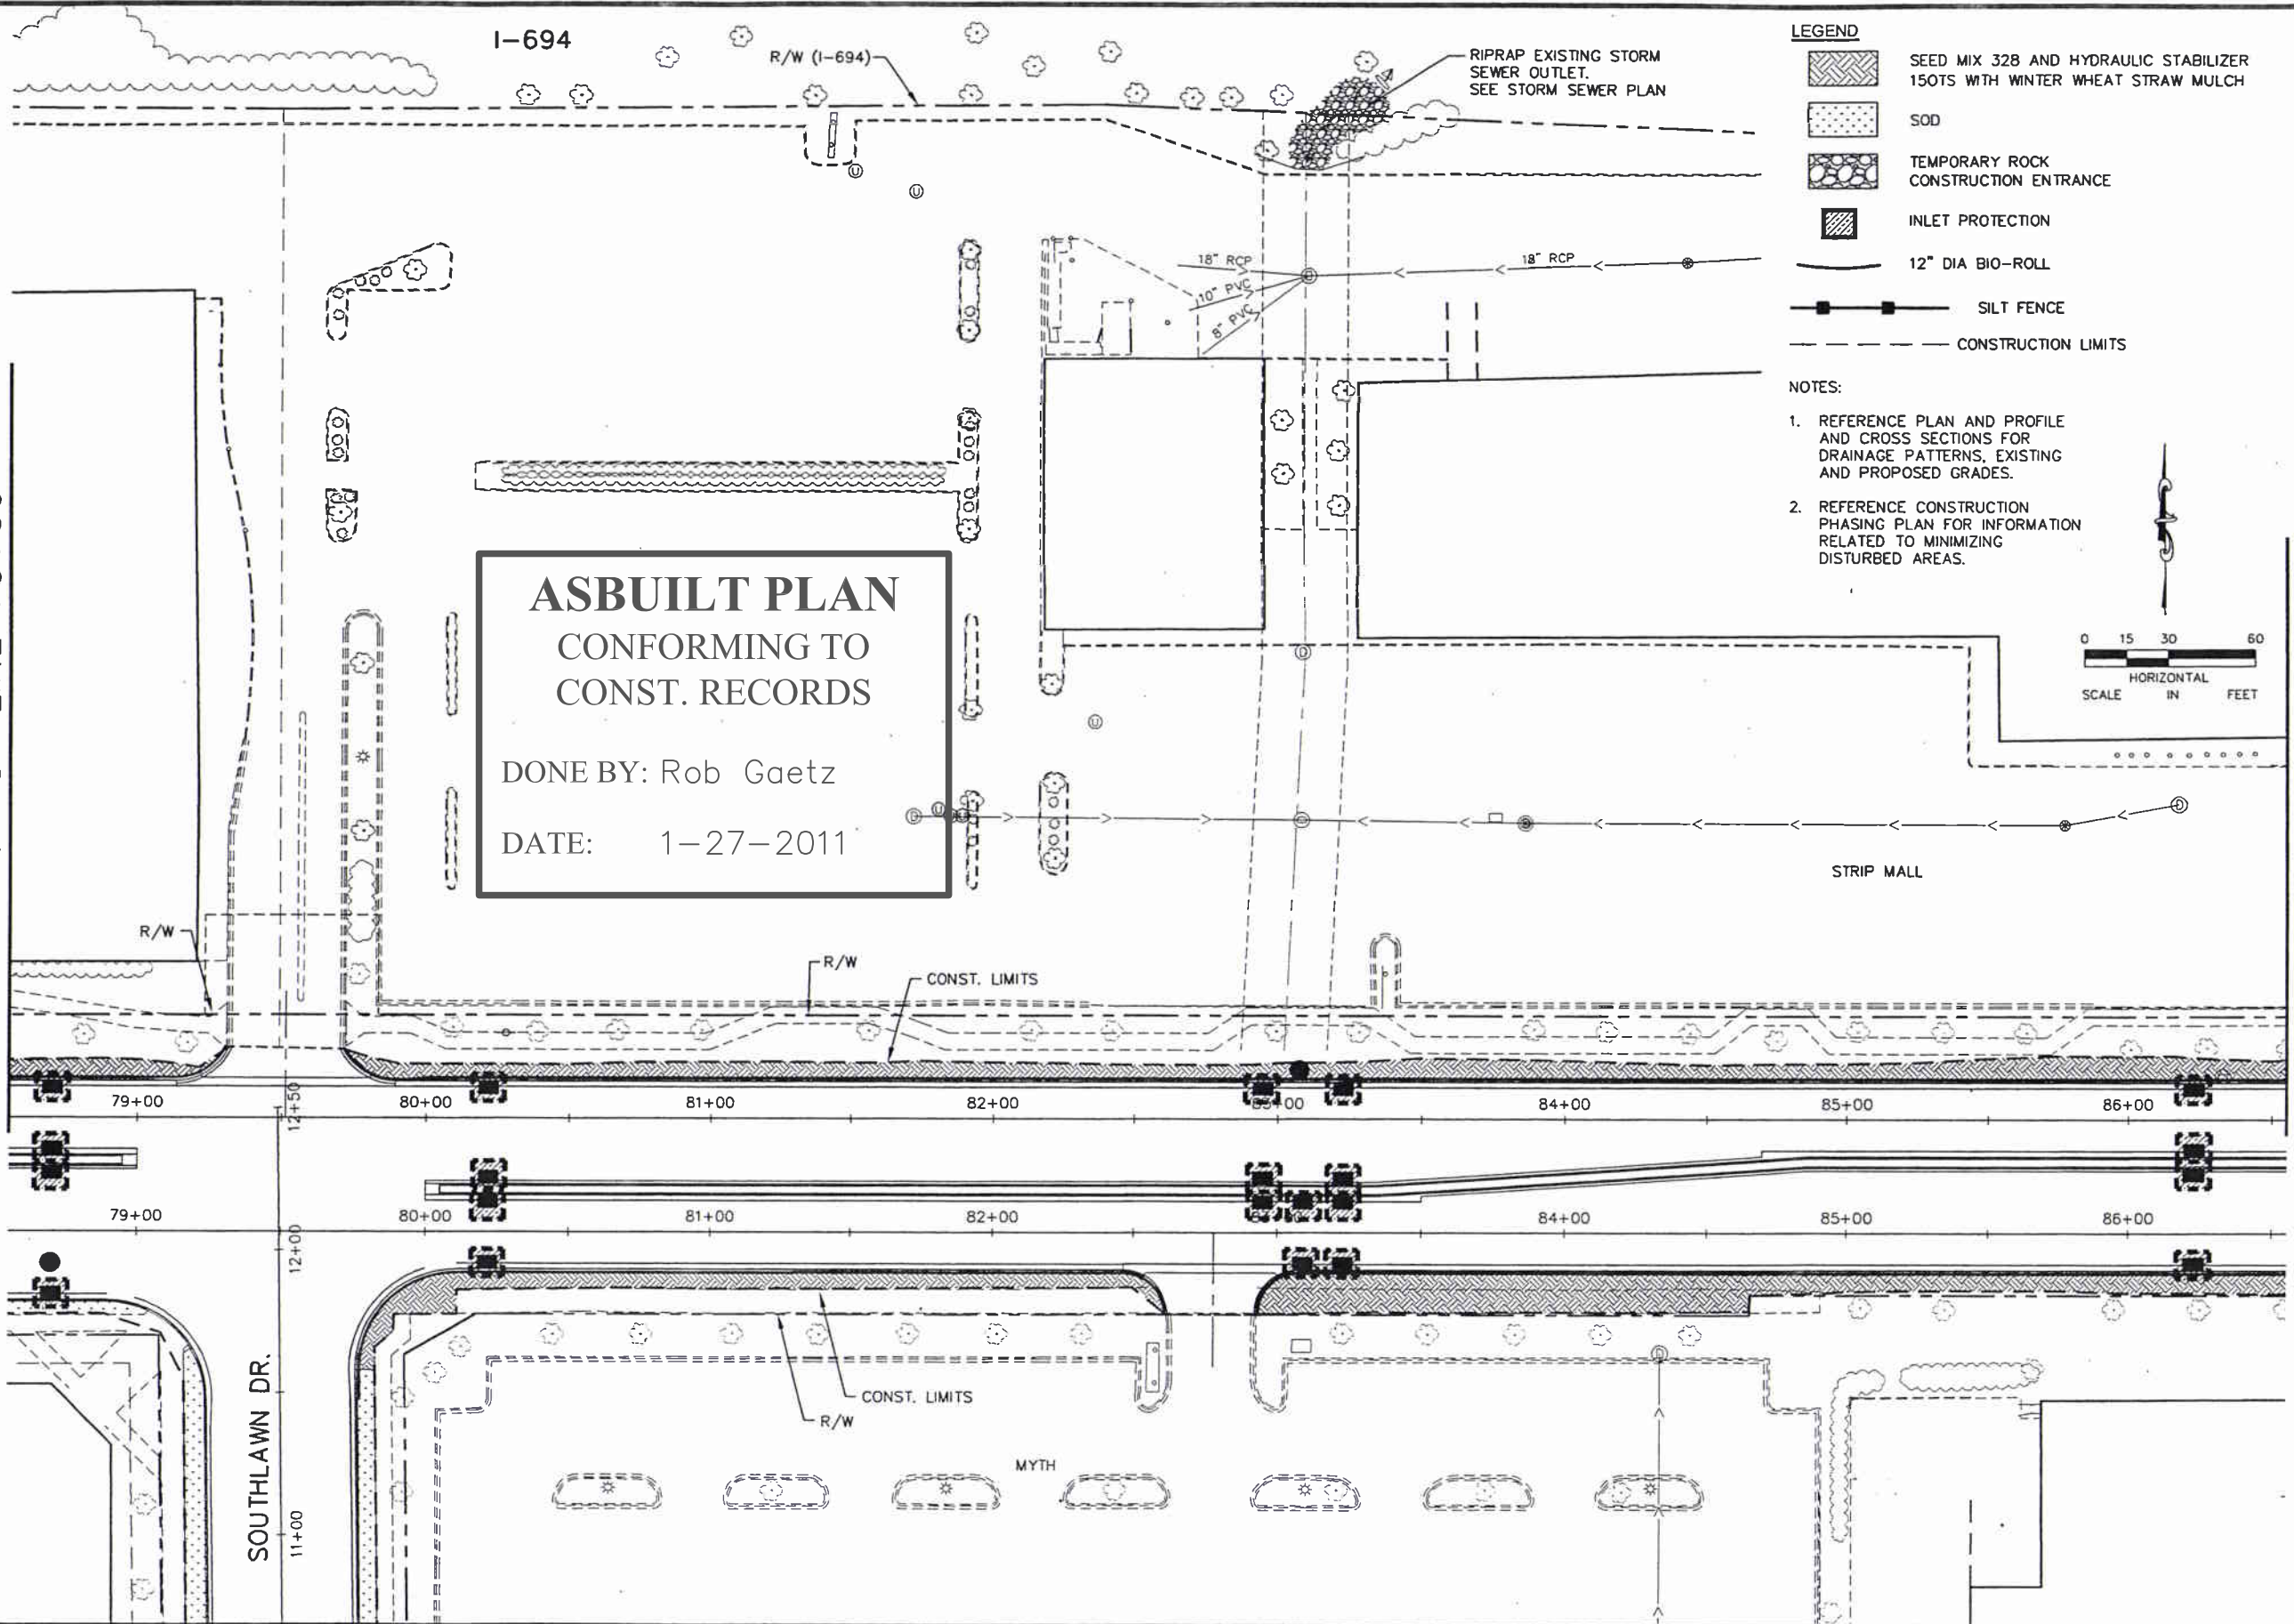 I-694
R/W (I-694)
RIPRAP EXISTING STORM
SEWER OUTLET.
SEE STORM SEWER PLAN
LEGEND
SEED MIX 328 AND HYDRAULIC STABILIZER
150TS WITH WINTER WHEAT STRAW MULCH
SOD
TEMPORARY ROCK
CONSTRUCTION ENTRANCE
INLET PROTECTION
12" DIA BIO-ROLL
SILT FENCE
CONSTRUCTION LIMITS
NOTES:
1. REFERENCE PLAN AND PROFILE
AND CROSS SECTIONS FOR
DRAINAGE PATTERNS, EXISTING
AND PROPOSED GRADES.
2. REFERENCE CONSTRUCTION
PHASING PLAN FOR INFORMATION
RELATED TO MINIMIZING
DISTURBED AREAS.
0 15 30 60
HORIZONTAL
SCALE IN FEET
18" RCP
18" RCP
10" PVC
8" PVC
ASBUILT PLAN
CONFORMING TO
CONST. RECORDS
DONE BY: Rob Gaetz
DATE: 1-27-2011
STRIP MALL
R/W
R/W
CONST. LIMITS
79+00 80+00 81+00 82+00 84+00 85+00 86+00
12+50
79+00 80+00 81+00 82+00 84+00 85+00 86+00
12+00
CONST. LIMITS
R/W
MYTH
SOUTHLAWN DR.
11+00